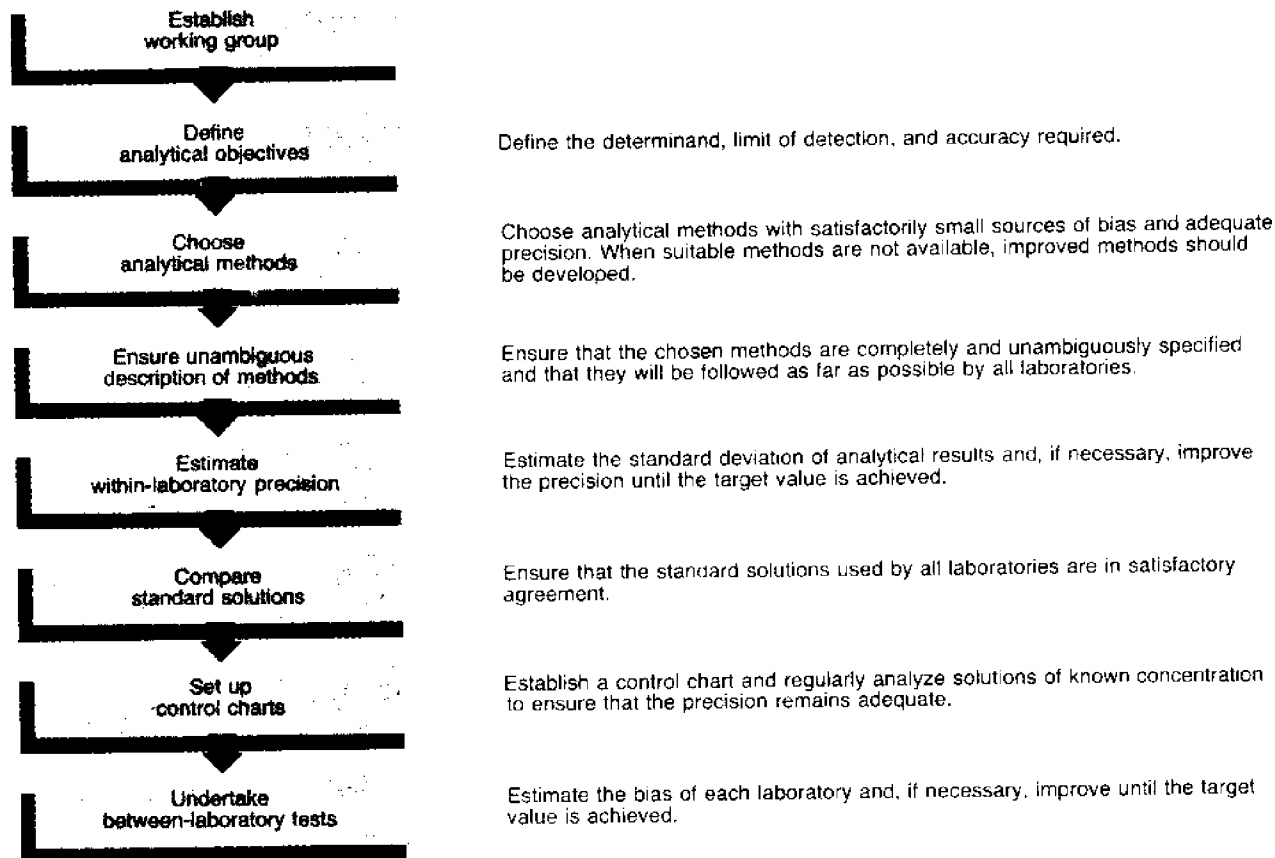 Establish
working group
Define
analytical objectives
Define the determinand, limit of detection, and accuracy required.
Choose
analytical methods
Choose analytical methods with satisfactorily small sources of bias and adequate
precision. When suitable methods are not available, improved methods should
be developed.
Ensure unambiguous
description of methods
Ensure that the chosen methods are completely and unambiguously specified
and that they will be followed as far as possible by all laboratories.
Estimate
within-laboratory precision
Estimate the standard deviation of analytical results and, if necessary, improve
the precision until the target value is achieved.
Compare
standard solutions
Ensure that the standard solutions used by all laboratories are in satisfactory
agreement.
Set up
control charts
Establish a control chart and regularly analyze solutions of known concentration
to ensure that the precision remains adequate.
Undertake
between-laboratory tests
Estimate the bias of each laboratory and, if necessary, improve until the target
value is achieved.